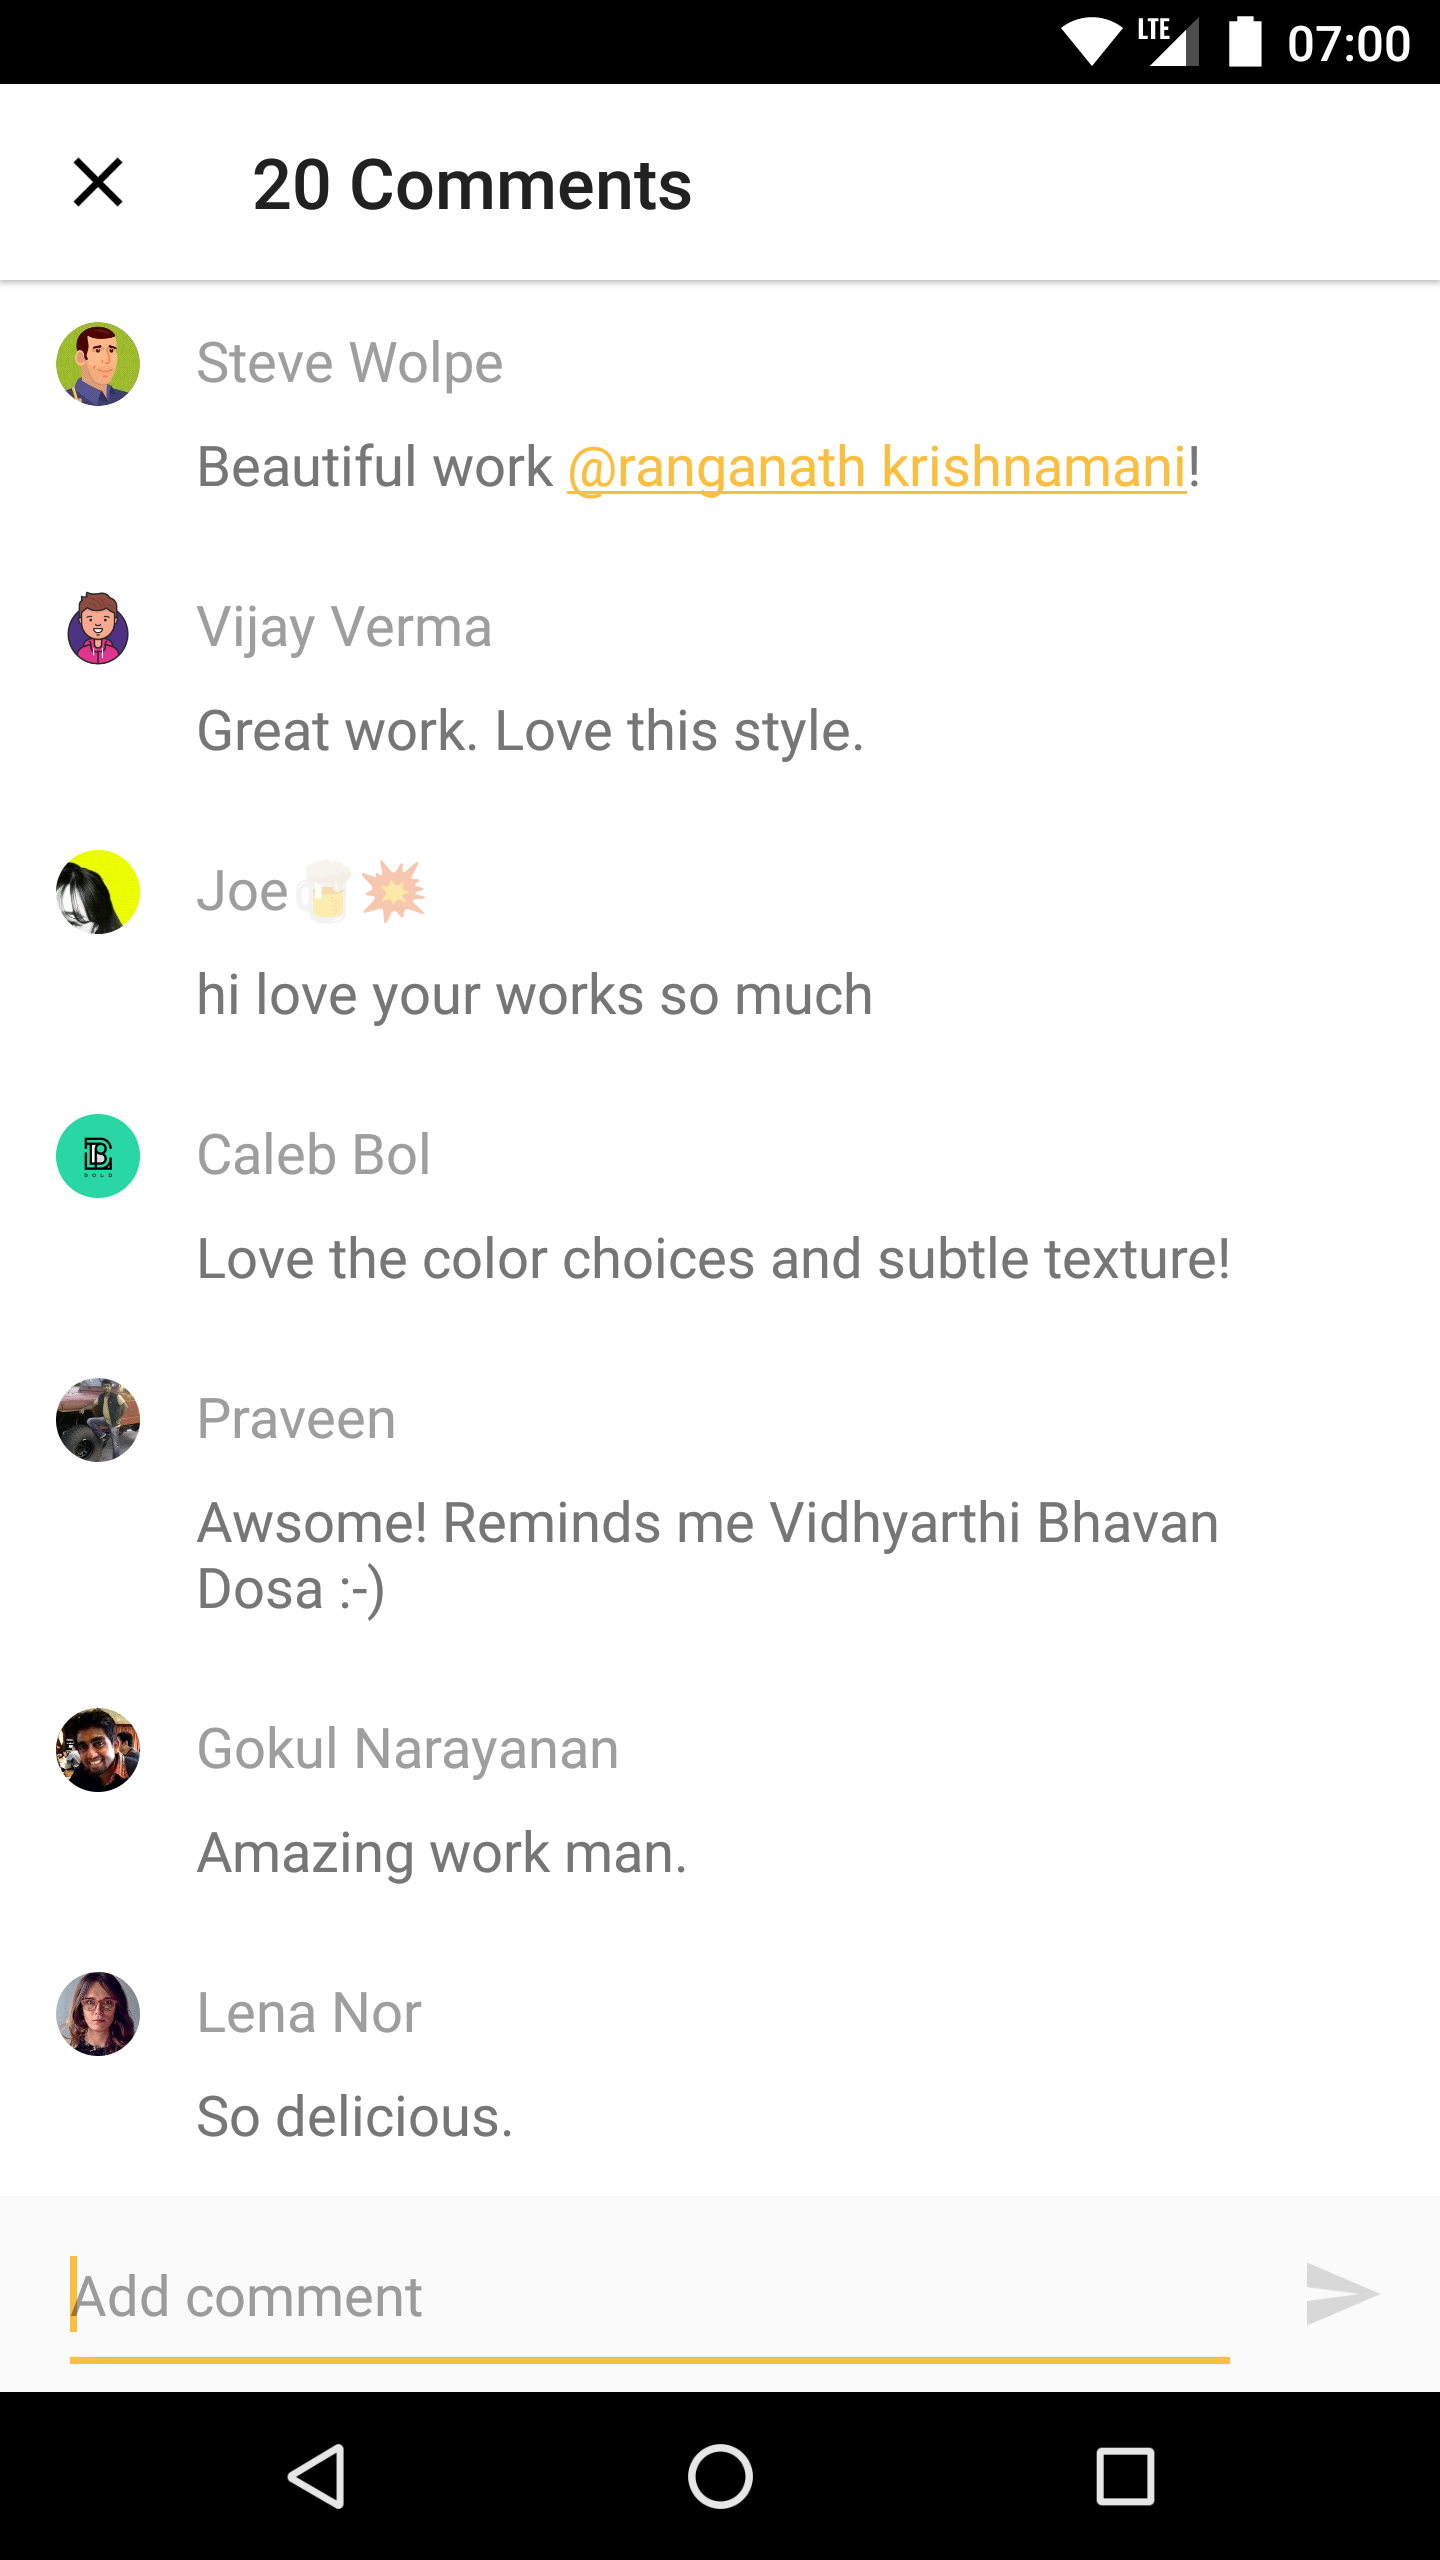 LTE 07:00
20 Comments
Steve Wolpe
Beautiful work @ranganath krishnamani!
Vijay Verma
Great work. Love this style.
Joe🍺💥
hi love your works so much
Caleb Bol
Love the color choices and subtle texture!
Praveen
Awsome! Reminds me Vidhyarthi Bhavan
Dosa :-)
Gokul Narayanan
Amazing work man.
Lena Nor
So delicious.
Add comment